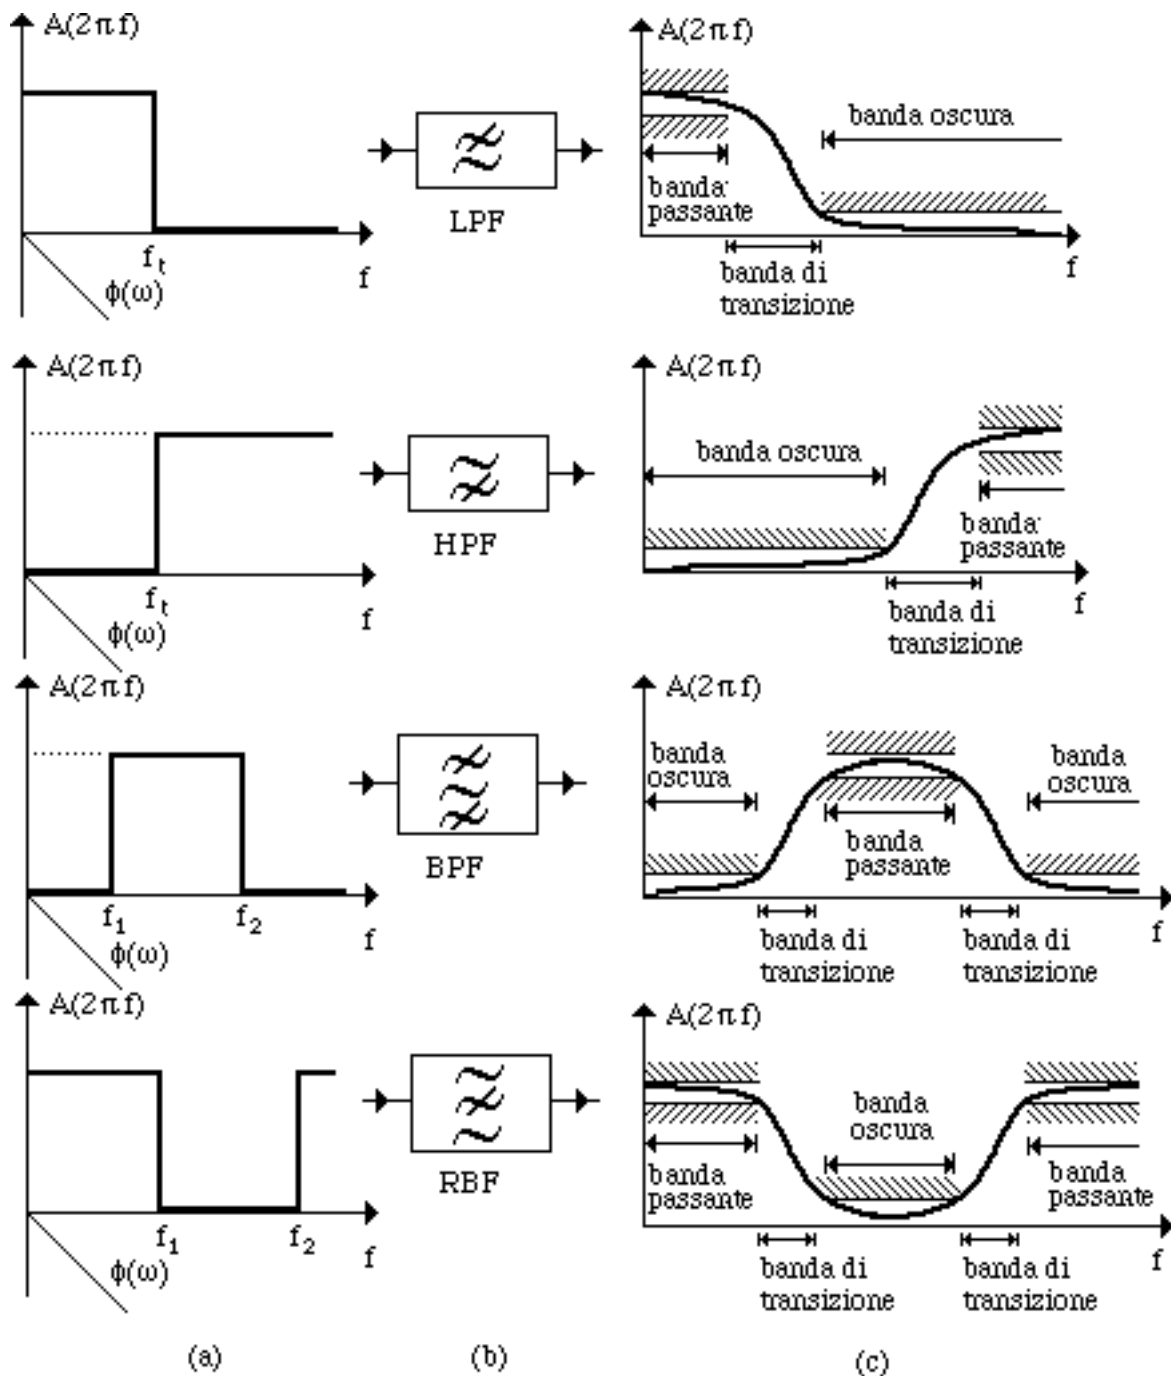 A(2πf)
f_t
f
ϕ(ω)
LPF
A(2πf)
banda oscura
banda
passante
banda di
transizione
f
A(2πf)
f_t
f
ϕ(ω)
HPF
A(2πf)
banda oscura
banda
passante
banda di
transizione
f
A(2πf)
f_1
f_2
f
ϕ(ω)
BPF
A(2πf)
banda
oscura
banda
passante
banda
oscura
banda di
transizione
banda di
transizione
f
A(2πf)
f_1
f_2
f
ϕ(ω)
RBF
A(2πf)
banda
passante
banda
oscura
banda
passante
banda di
transizione
banda di
transizione
f
(a)
(b)
(c)